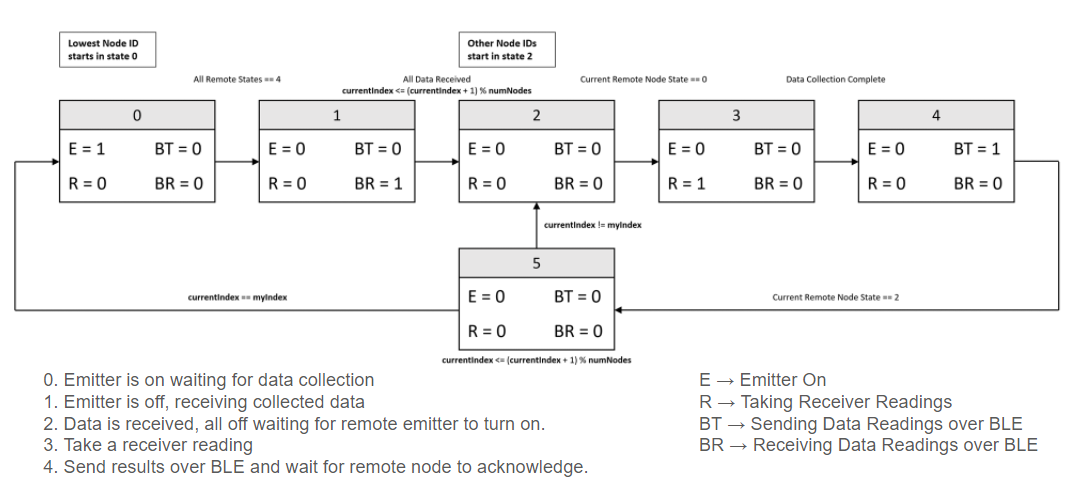 Lowest Node ID
starts in state 0
Other Node IDs
start in state 2
All Remote States == 4
All Data Received
currentIndex <= (currentIndex + 1) % numNodes
Current Remote Node State == 0
Data Collection Complete
0
E = 1 BT = 0
R = 0 BR = 0
1
E = 0 BT = 0
R = 0 BR = 1
2
E = 0 BT = 0
R = 0 BR = 0
3
E = 0 BT = 0
R = 1 BR = 0
4
E = 0 BT = 1
R = 0 BR = 0
currentIndex != myIndex
5
E = 0 BT = 0
R = 0 BR = 0
currentIndex == myIndex
Current Remote Node State == 2
currentIndex <= (currentIndex + 1) % numNodes
0. Emitter is on waiting for data collection
1. Emitter is off, receiving collected data
2. Data is received, all off waiting for remote emitter to turn on.
3. Take a receiver reading
4. Send results over BLE and wait for remote node to acknowledge.
E → Emitter On
R → Taking Receiver Readings
BT → Sending Data Readings over BLE
BR → Receiving Data Readings over BLE